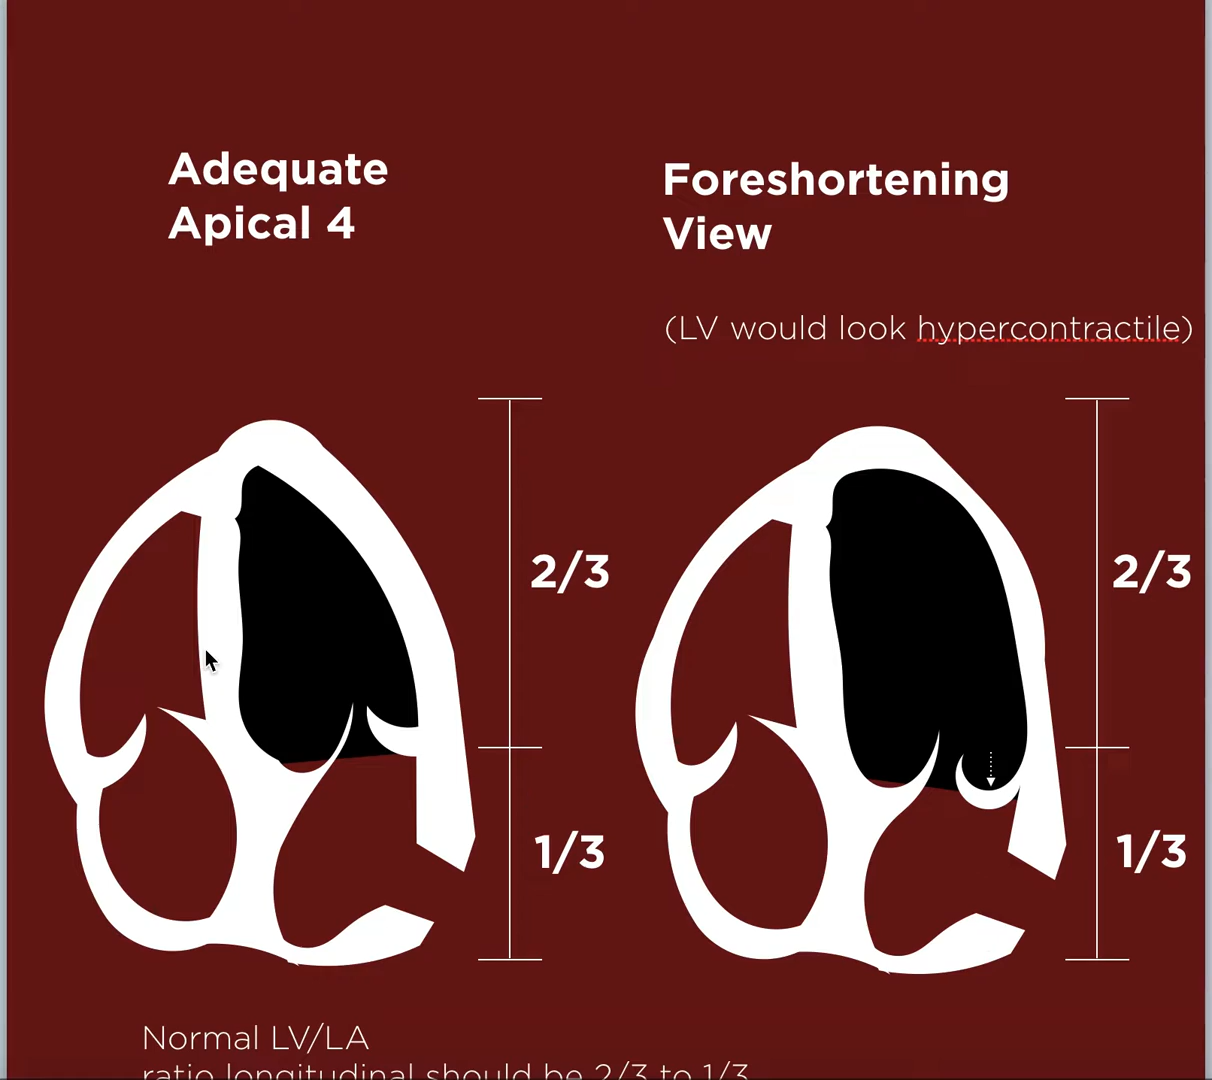 Adequate
Apical 4
Foreshortening
View
(LV would look hypercontractile)
2/3
2/3
1/3
1/3
Normal LV/LA
ratio longitudinal should be 2/3 to 1/3